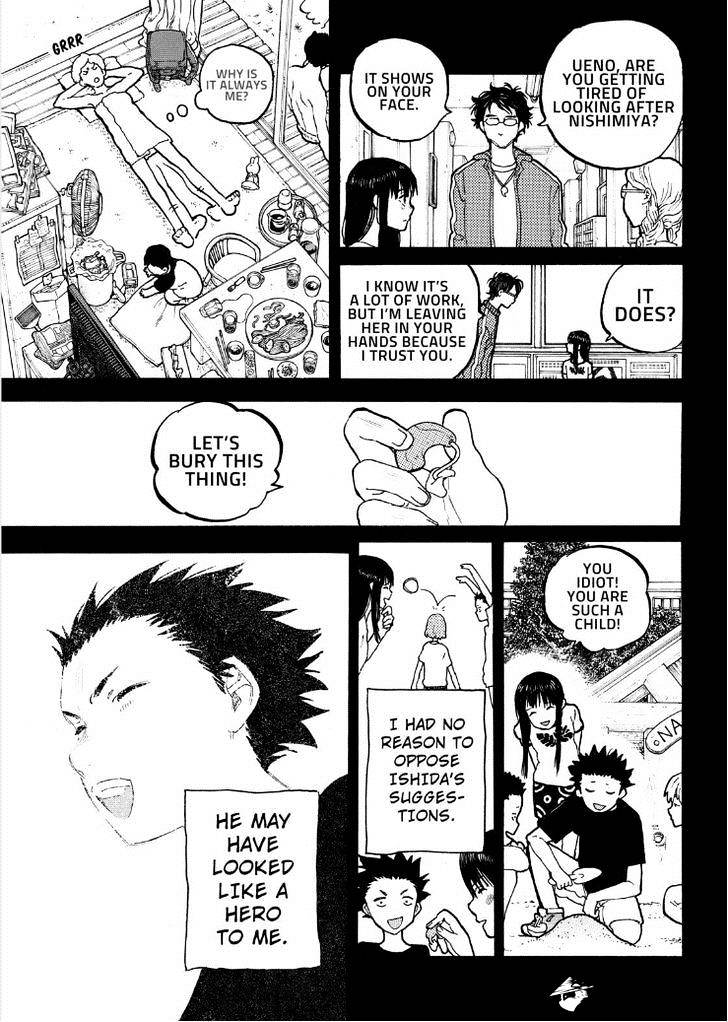 UENO, ARE
YOU GETTING
TIRED OF
LOOKING AFTER
NISHIMIYA?
IT SHOWS
ON YOUR
FACE.
IT
DOES?
I KNOW IT'S
A LOT OF WORK,
BUT I'M LEAVING
HER IN YOUR
HANDS BECAUSE
I TRUST YOU.
GRRR
WHY IS
IT ALWAYS
ME?
LET'S
BURY THIS
THING!
YOU
IDIOT!
YOU ARE
SUCH A
CHILD!
NA
I HAD NO
REASON TO
OPPOSE
ISHIDA'S
SUGGES-
TIONS.
HE MAY
HAVE
LOOKED
LIKE A
HERO
TO ME.